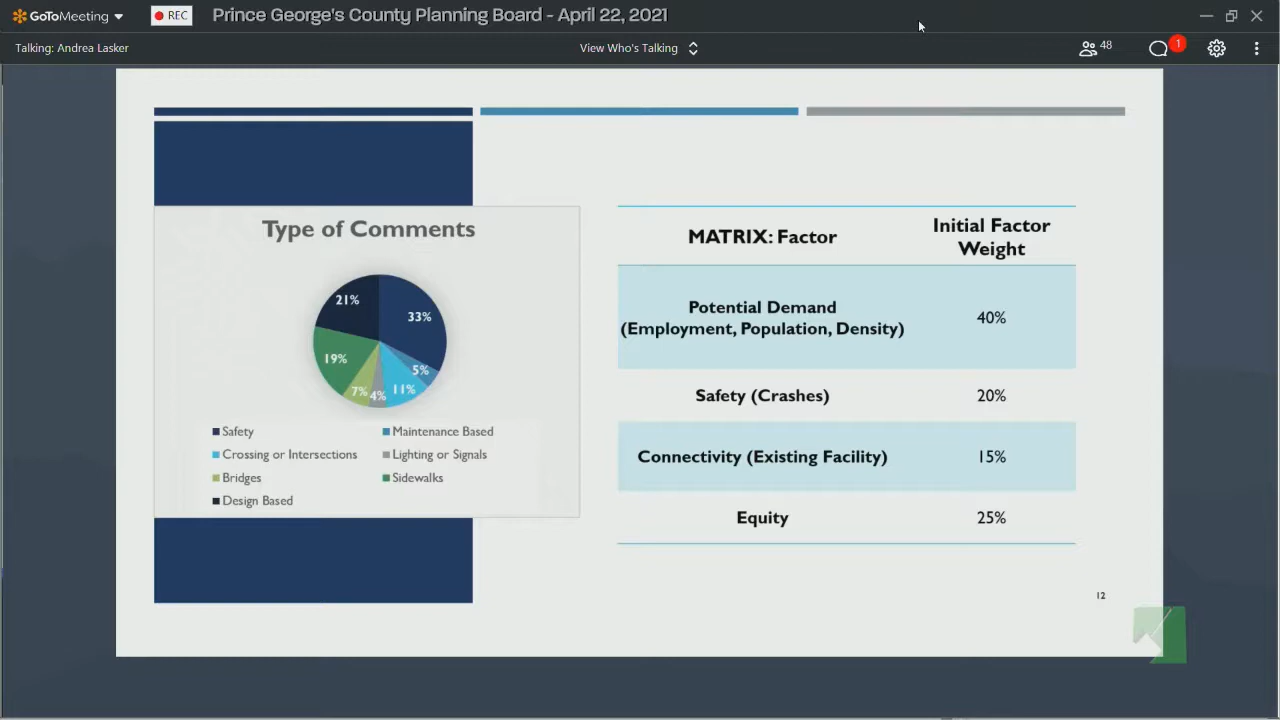 GoToMeeting
REC
Prince George's County Planning Board - April 22, 2021
Talking: Andrea Lasker
View Who's Talking
48
1
Type of Comments
33%
5%
11%
4%
7%
19%
21%
Safety
Maintenance Based
Crossing or Intersections
Lighting or Signals
Bridges
Sidewalks
Design Based
MATRIX: Factor
Initial Factor
Weight
Potential Demand
(Employment, Population, Density)
40%
Safety (Crashes)
20%
Connectivity (Existing Facility)
15%
Equity
25%
12